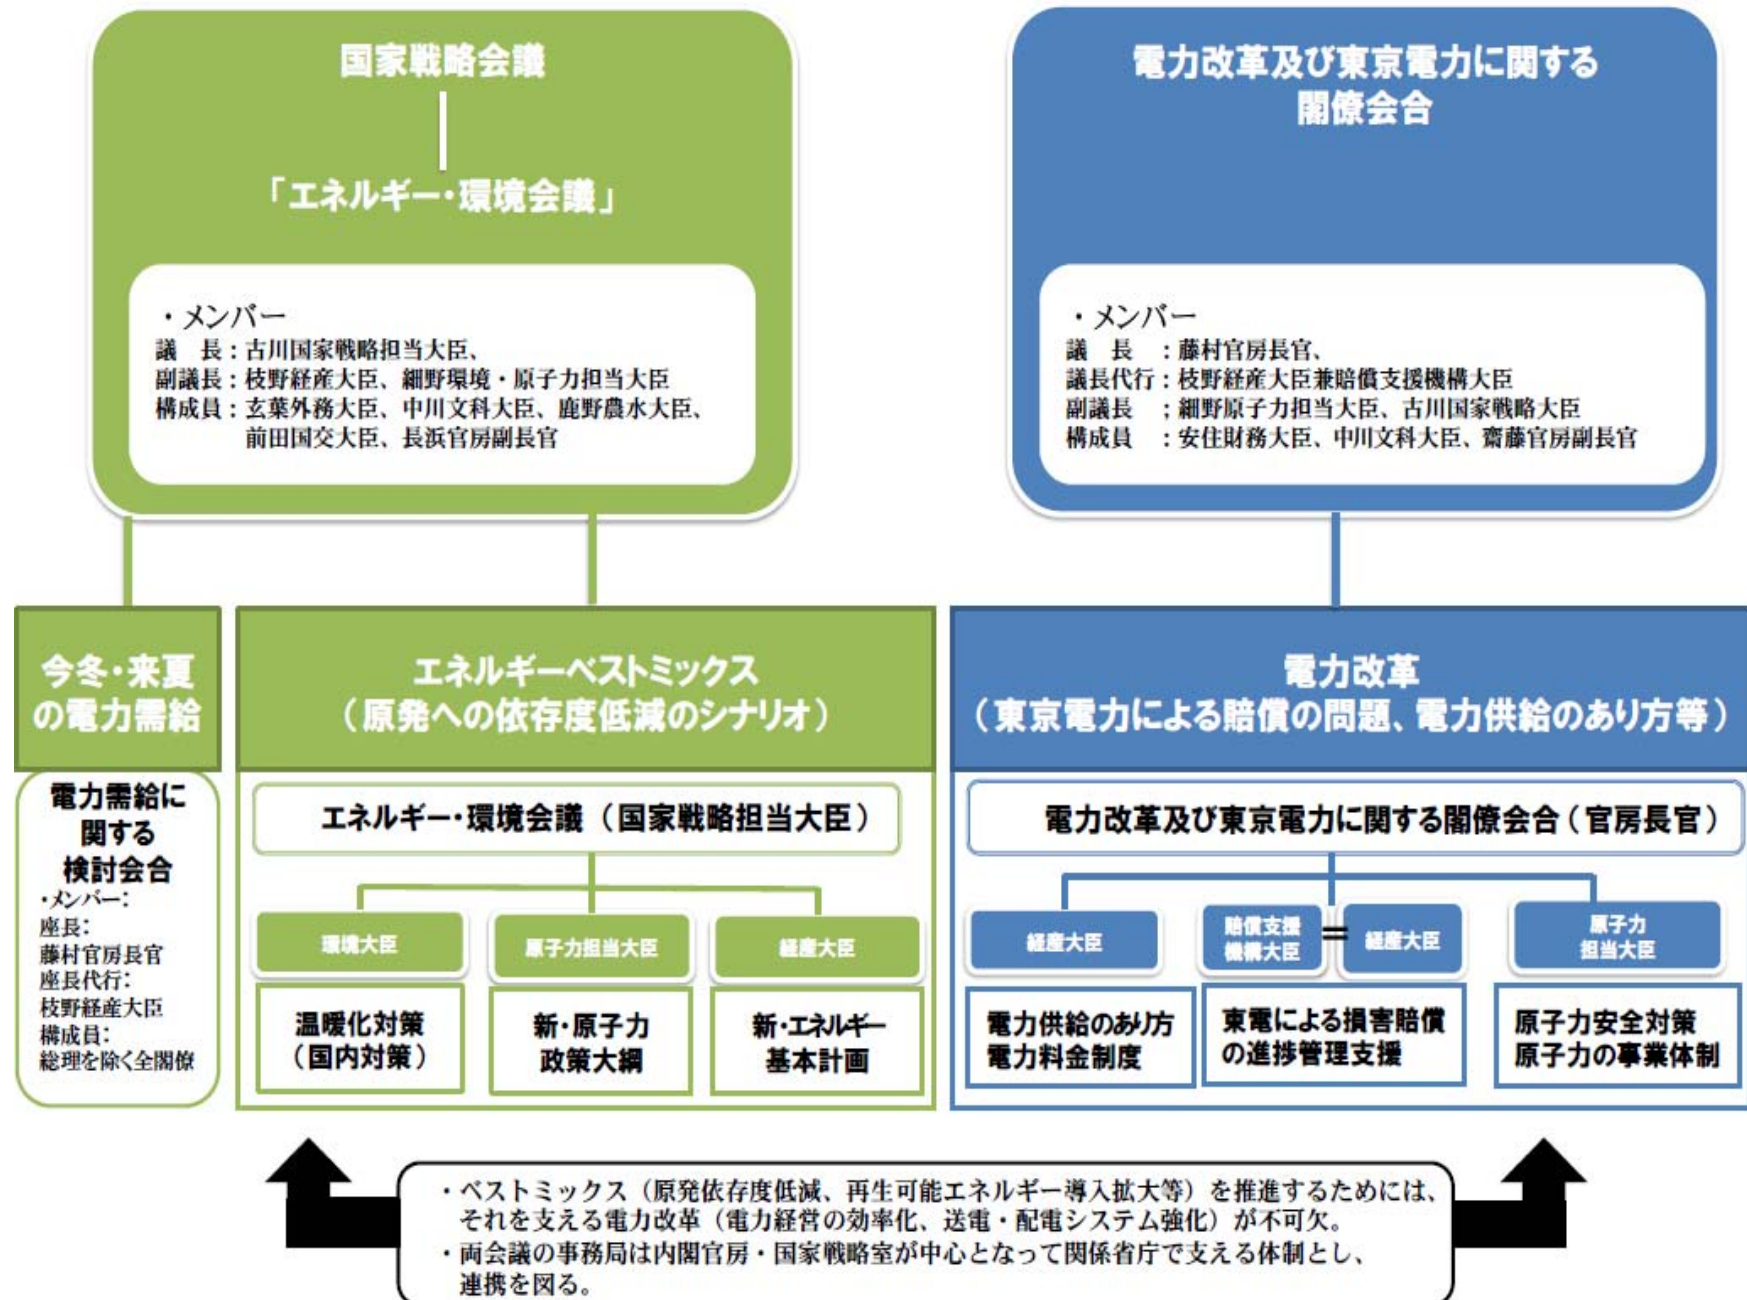 国家戦略会議
「エネルギー・環境会議」
・メンバー
議　長：古川国家戦略担当大臣、
副議長：枝野経産大臣、細野環境・原子力担当大臣
構成員：玄葉外務大臣、中川文科大臣、鹿野農水大臣、
前田国交大臣、長浜官房副長官
電力改革及び東京電力に関する
閣僚会合
・メンバー
議　長　：藤村官房長官、
議長代行：枝野経産大臣兼賠償支援機構大臣
副議長　；細野原子力担当大臣、古川国家戦略大臣
構成員　：安住財務大臣、中川文科大臣、齋藤官房副長官
今冬・来夏
の電力需給
電力需給に
関する
検討会合
・メンバー：
座長：
藤村官房長官
座長代行：
枝野経産大臣
構成員：
総理を除く全閣僚
エネルギーベストミックス
（原発への依存度低減のシナリオ）
エネルギー・環境会議（国家戦略担当大臣）
環境大臣
原子力担当大臣
経産大臣
温暖化対策
（国内対策）
新・原子力
政策大綱
新・エネルギー
基本計画
電力改革
（東京電力による賠償の問題、電力供給のあり方等）
電力改革及び東京電力に関する閣僚会合（官房長官）
経産大臣
賠償支援
機構大臣
=
経産大臣
原子力
担当大臣
電力供給のあり方
電力料金制度
東電による損害賠償
の進捗管理支援
原子力安全対策
原子力の事業体制
・ベストミックス（原発依存度低減、再生可能エネルギー導入拡大等）を推進するためには、
それを支える電力改革（電力経営の効率化、送電・配電システム強化）が不可欠。
・両会議の事務局は内閣官房・国家戦略室が中心となって関係省庁で支える体制とし、
連携を図る。